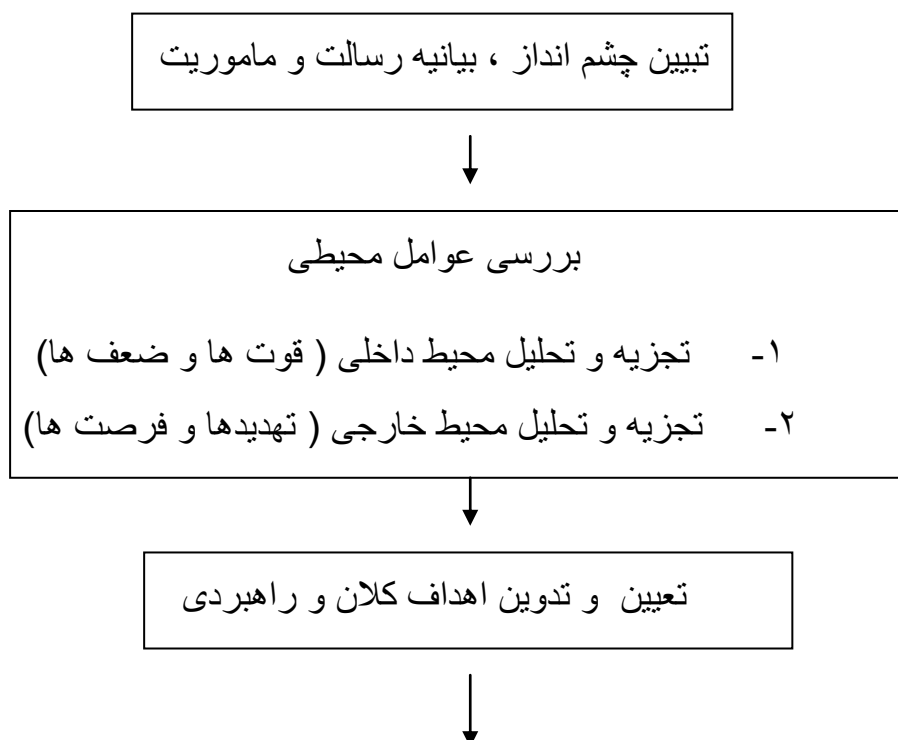 تبیین چشم انداز ، بیانیه رسالت و ماموریت
بررسی عوامل محیطی
۱- تجزیه و تحلیل محیط داخلی ( قوت ها و ضعف ها)
۲- تجزیه و تحلیل محیط خارجی ( تهدیدها و فرصت ها)
تعیین و تدوین اهداف کلان و راهبردی